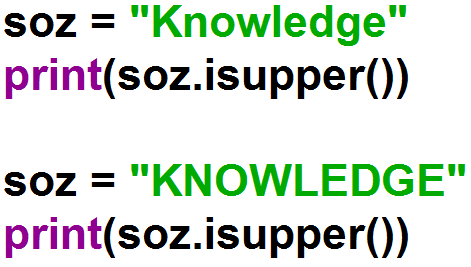 soz = "Knowledge"
print(soz.isupper())
soz = "KNOWLEDGE"
print(soz.isupper())